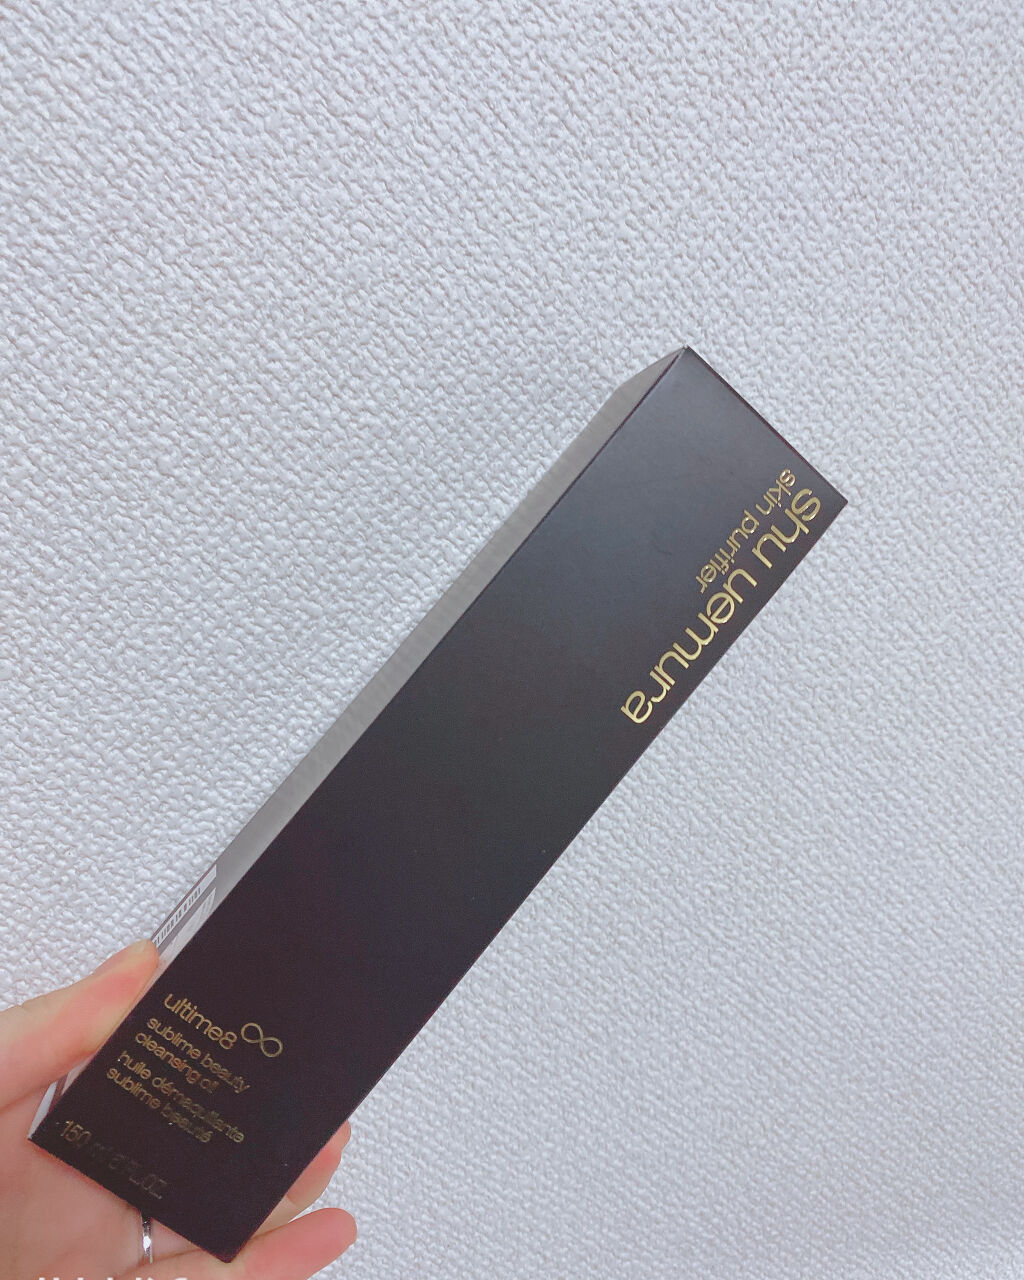 shu uemura
skin purifier
ultime8 ∞
sublime beauty
cleansing oil
huile démaquillante
sublime beauté
150 ml 5 FL.OZ.